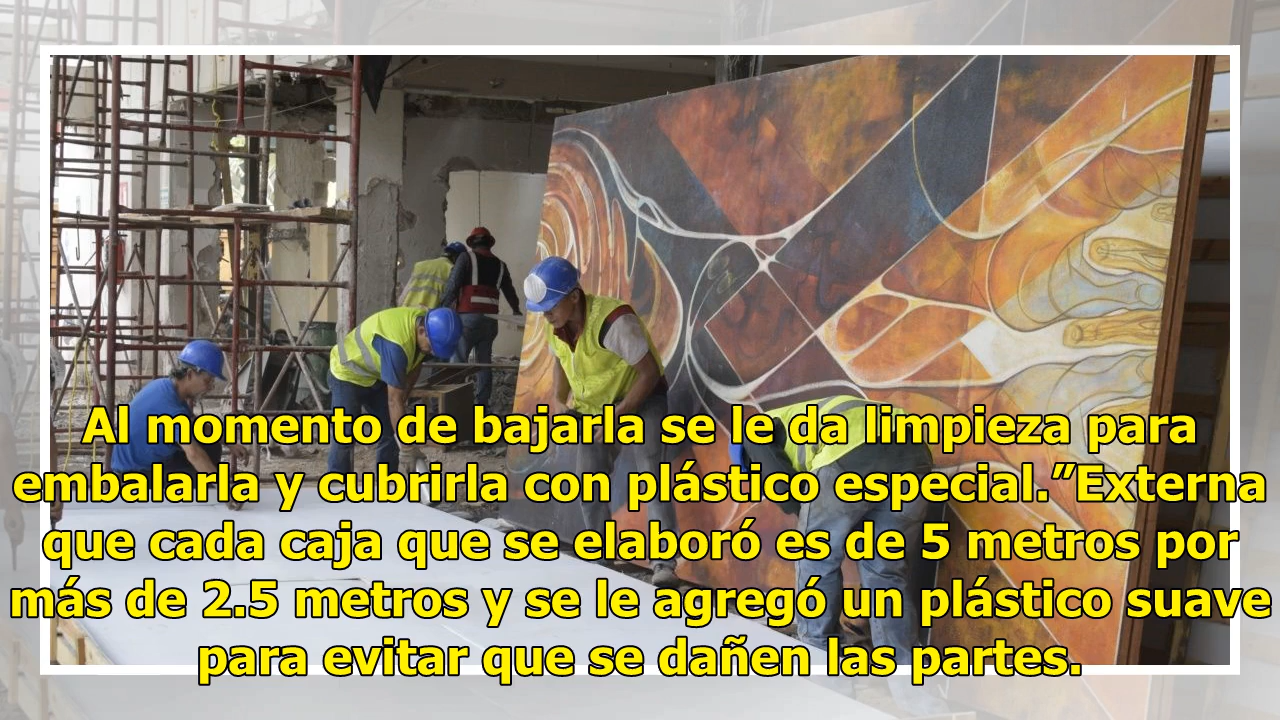 Al momento de bajarla se le da limpieza para
embalarla y cubrirla con plástico especial.”Externa
que cada caja que se elaboró es de 5 metros por
más de 2.5 metros y se le agregó un plástico suave
para evitar que se dañen las partes.